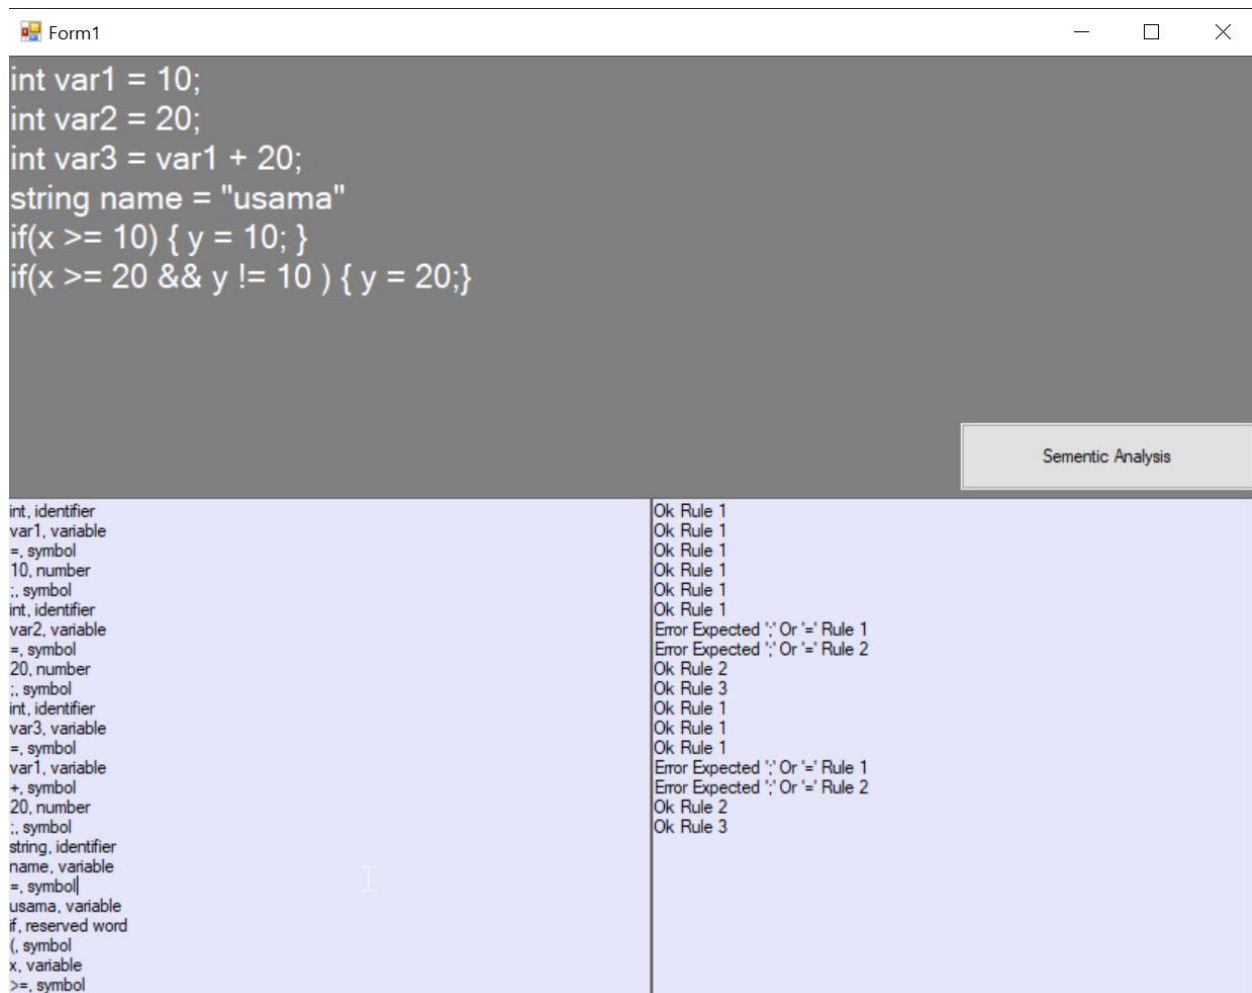 Form1
int var1 = 10;
int var2 = 20;
int var3 = var1 + 20;
string name = "usama"
if(x >= 10) { y = 10; }
if(x >= 20 && y != 10 ) { y = 20;}
Sementic Analysis
int, identifier
var1, variable
=, symbol
10, number
;, symbol
int, identifier
var2, variable
=, symbol
20, number
;, symbol
int, identifier
var3, variable
=, symbol
var1, variable
+, symbol
20, number
;, symbol
string, identifier
name, variable
=, symbol
usama, variable
if, reserved word
(, symbol
x, variable
>=, symbol
Ok Rule 1
Ok Rule 1
Ok Rule 1
Ok Rule 1
Ok Rule 1
Ok Rule 1
Error Expected ';' Or '=' Rule 1
Error Expected ';' Or '=' Rule 2
Ok Rule 2
Ok Rule 3
Ok Rule 1
Ok Rule 1
Ok Rule 1
Error Expected ';' Or '=' Rule 1
Error Expected ';' Or '=' Rule 2
Ok Rule 2
Ok Rule 3